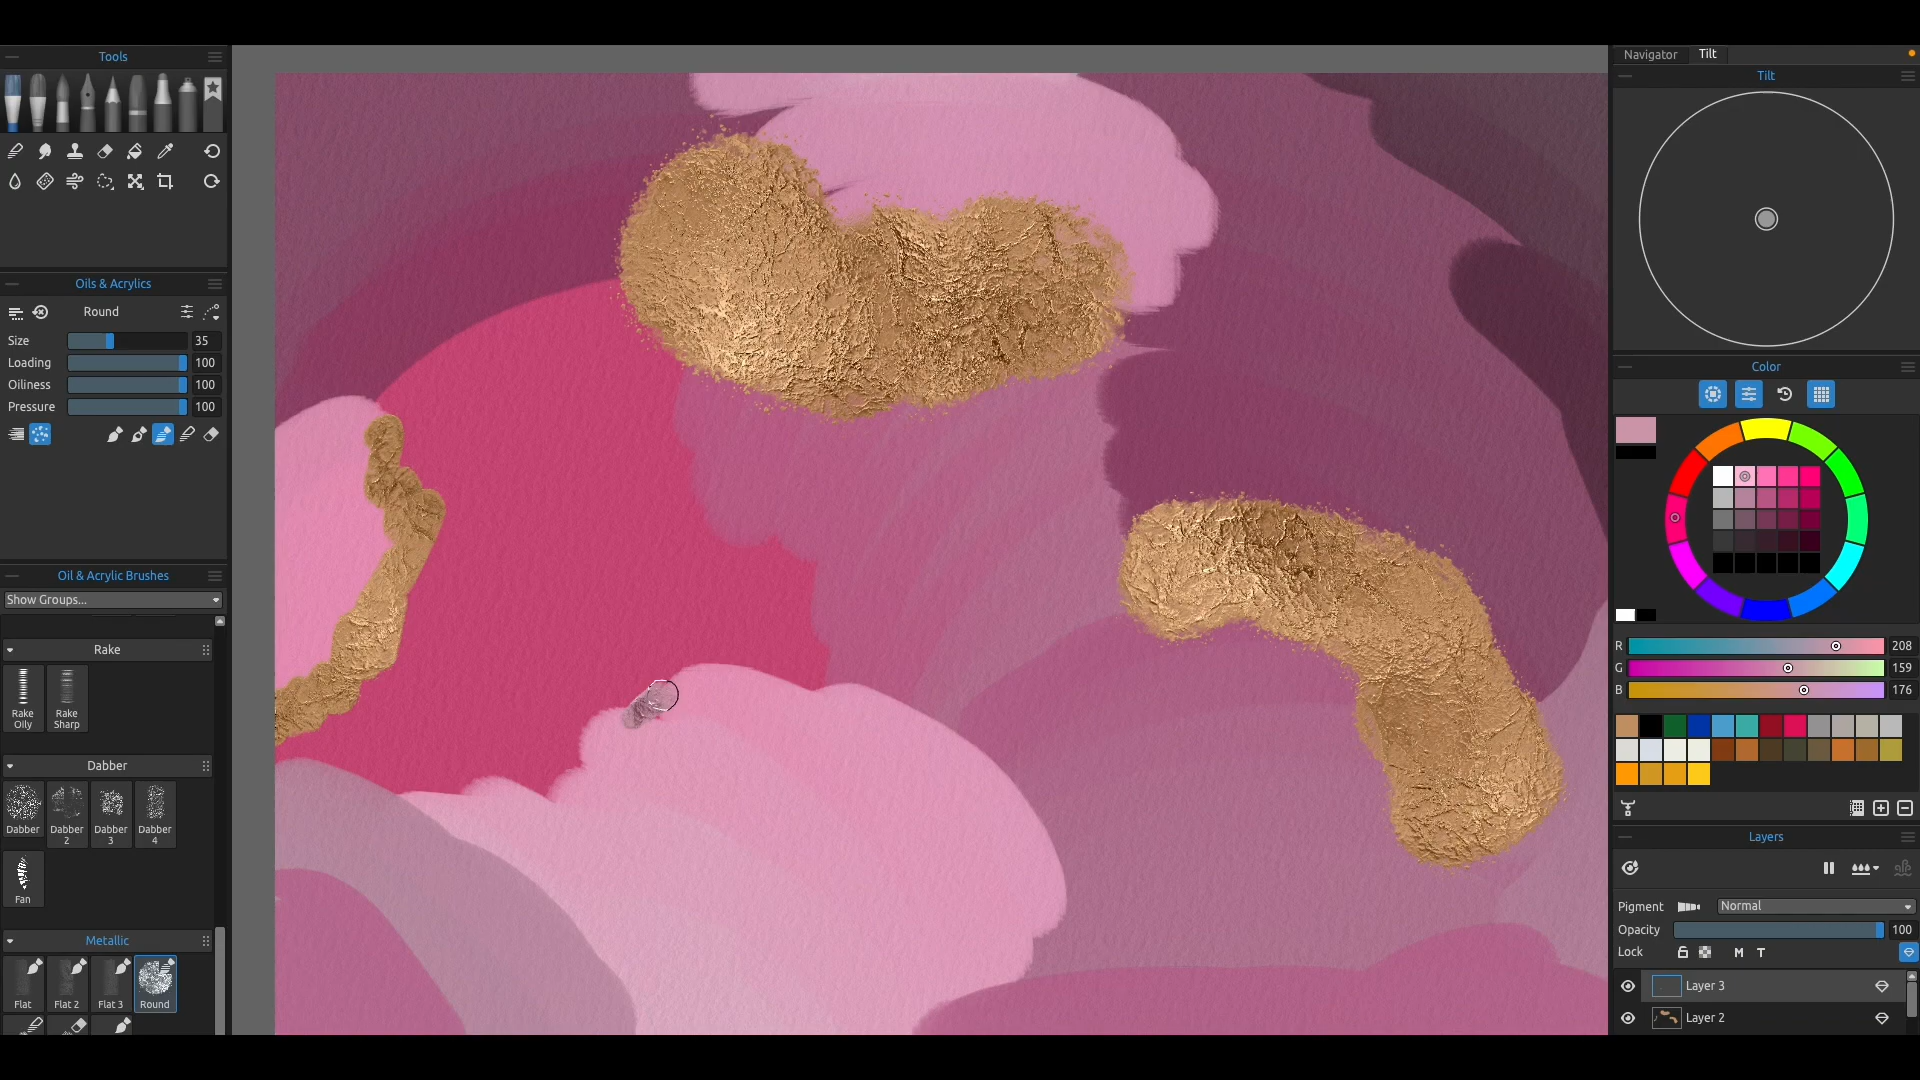 Tools
Oils & Acrylics
Round
Size 35
Loading 100
Oiliness 100
Pressure 100
Oil & Acrylic Brushes
Show Groups...
Rake
Rake Oily
Rake Sharp
Dabber
Dabber
Dabber 2
Dabber 3
Dabber 4
Fan
Metallic
Flat
Flat 2
Flat 3
Round
Navigator
Tilt
Tilt
Color
R 208
G 159
B 176
Layers
Pigment Normal
Opacity 100
Lock M T
Layer 3
Layer 2